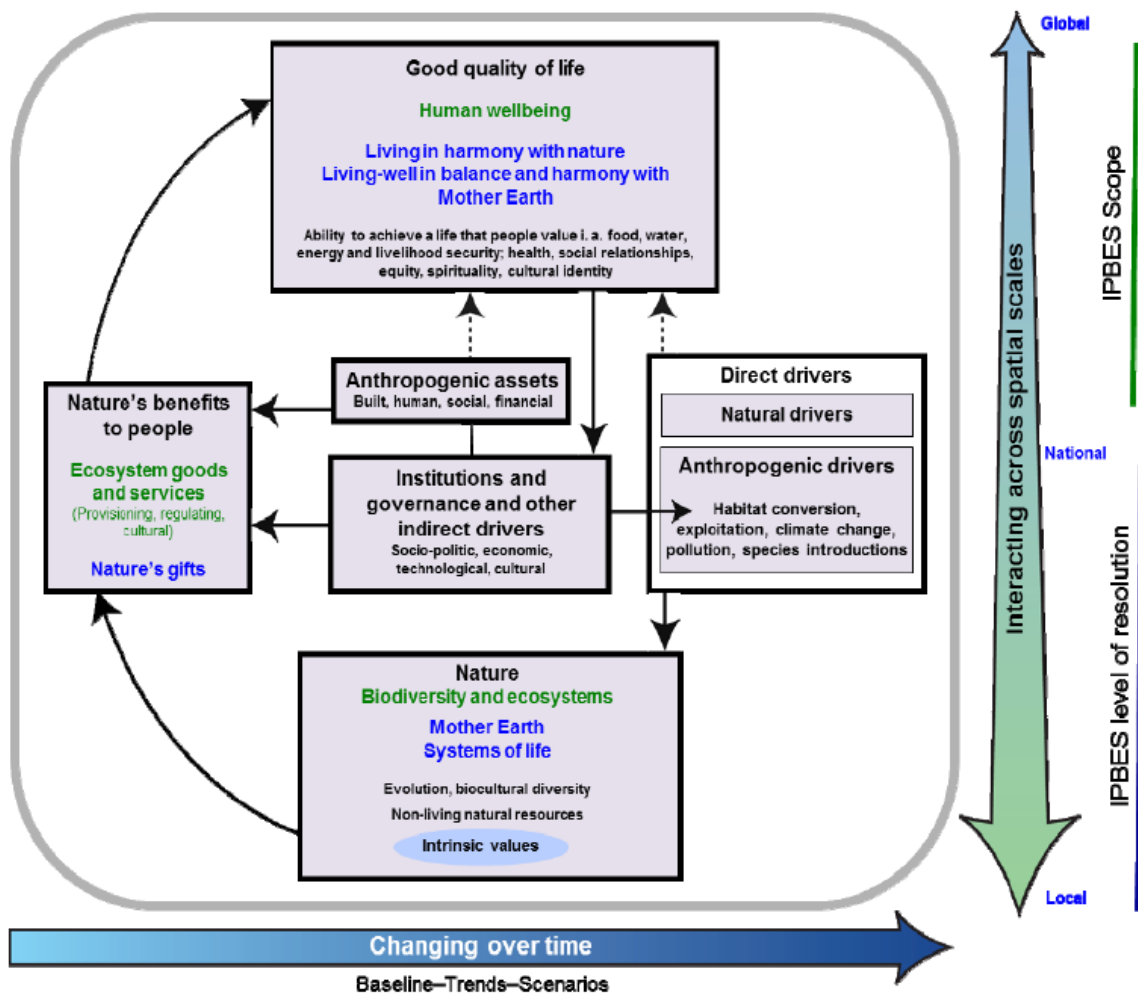 Good quality of life
Human wellbeing
Living in harmony with nature
Living-well in balance and harmony with
Mother Earth
Ability to achieve a life that people value i. a. food, water,
energy and livelihood security; health, social relationships,
equity, spirituality, cultural identity
Anthropogenic assets
Built, human, social, financial
Nature's benefits
to people
Ecosystem goods
and services
(Provisioning, regulating,
cultural)
Nature's gifts
Institutions and
governance and other
indirect drivers
Socio-politic, economic,
technological, cultural
Direct drivers
Natural drivers
Anthropogenic drivers
Habitat conversion,
exploitation, climate change,
pollution, species introductions
Nature
Biodiversity and ecosystems
Mother Earth
Systems of life
Evolution, biocultural diversity
Non-living natural resources
Intrinsic values
Changing over time
Baseline–Trends–Scenarios
Global
National
Local
Interacting across spatial scales
IPBES Scope
IPBES level of resolution